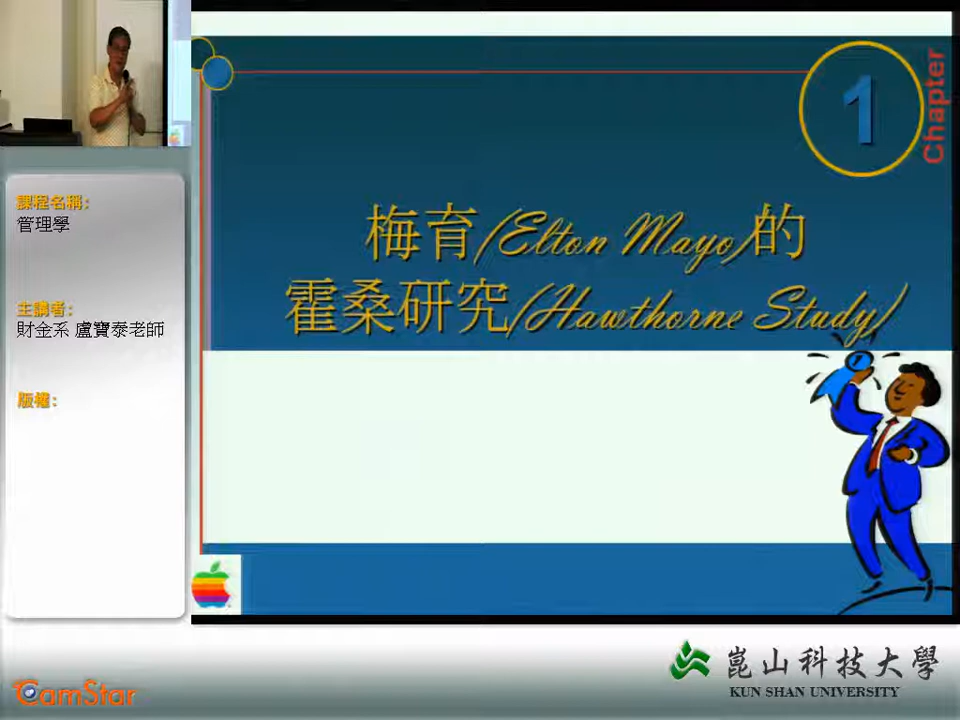 課程名稱:
管理學
主講者:
財金系 盧寶泰老師
版權:
1
Chapter
梅育(Elton Mayo)的
霍桑研究(Hawthorne Study)
1
崑山科技大學
KUN SHAN UNIVERSITY
CamStar